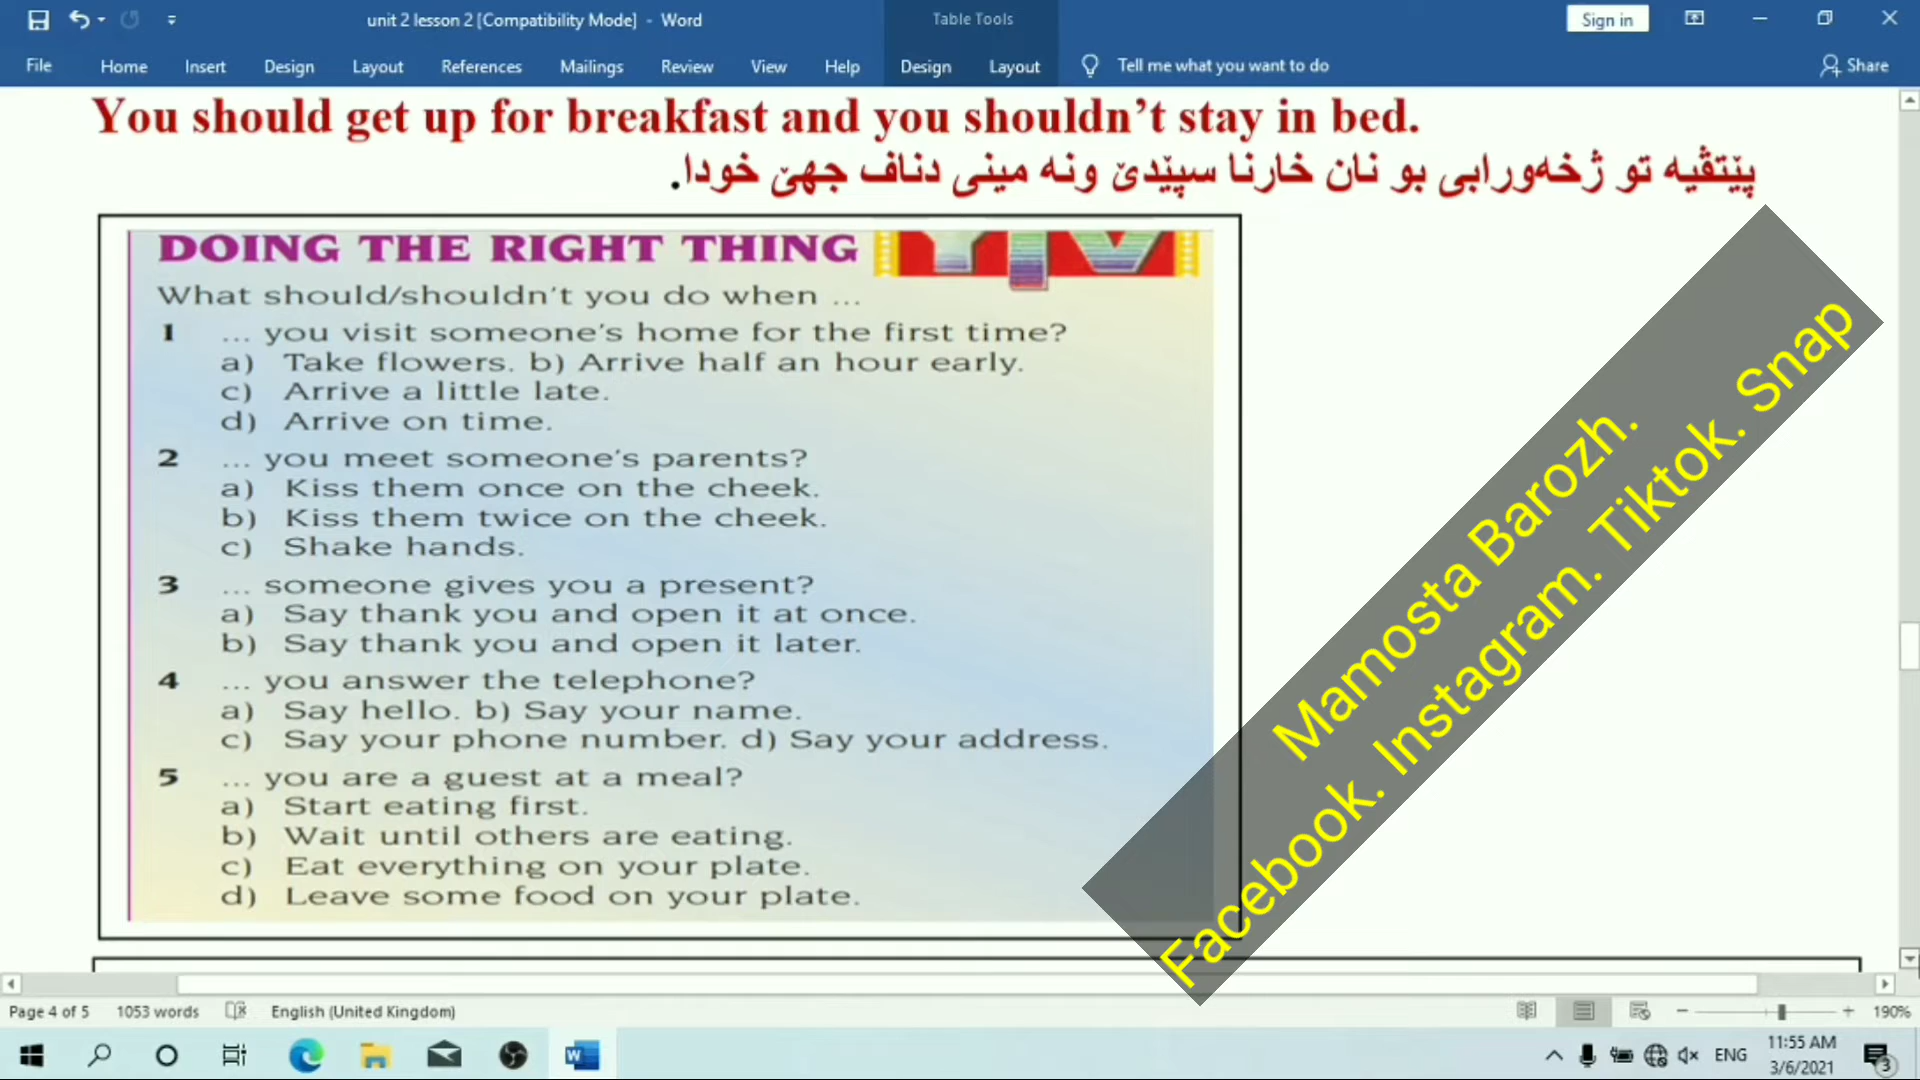 unit 2 lesson 2 [Compatibility Mode] - Word
Table Tools
Sign in
File Home Insert Design Layout References Mailings Review View Help Design Layout Tell me what you want to do Share
You should get up for breakfast and you shouldn't stay in bed.
پێتڤیە تو ژخەورابی بو نان خارنا سپێدێ ونە مینی دناف جهێ خودا.
DOING THE RIGHT THING
What should/shouldn't you do when ...
1 ... you visit someone's home for the first time?
a) Take flowers. b) Arrive half an hour early.
c) Arrive a little late.
d) Arrive on time.
2 ... you meet someone's parents?
a) Kiss them once on the cheek.
b) Kiss them twice on the cheek.
c) Shake hands.
3 ... someone gives you a present?
a) Say thank you and open it at once.
b) Say thank you and open it later.
4 ... you answer the telephone?
a) Say hello. b) Say your name.
c) Say your phone number. d) Say your address.
5 ... you are a guest at a meal?
a) Start eating first.
b) Wait until others are eating.
c) Eat everything on your plate.
d) Leave some food on your plate.
Mamosta Barozh.
Facebook. Instagram. Tiktok. Snap
Page 4 of 5 1053 words English (United Kingdom) 190%
ENG
11:55 AM
3/6/2021
3